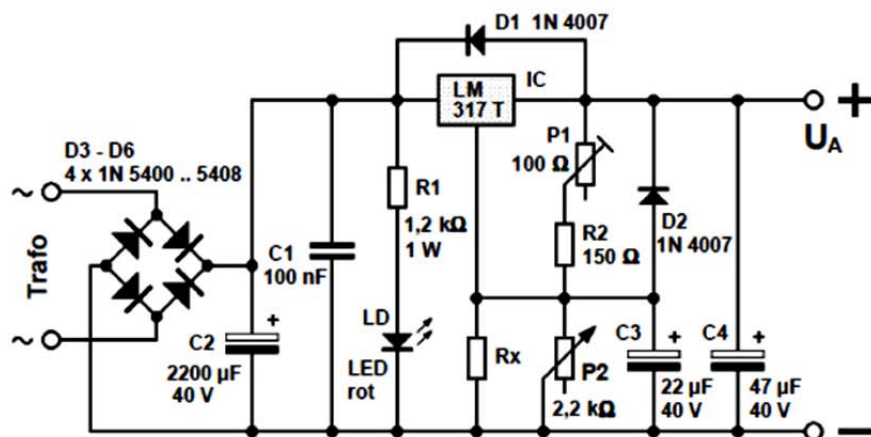 D1 1N 4007
LM
317 T
IC
+
U_A
P1
100 Ω
D3 - D6
4 x 1N 5400 .. 5408
~
Trafo
~
R1
1,2 kΩ
1 W
C1
100 nF
R2
150 Ω
D2
1N 4007
C2
+
2200 µF
40 V
LD
LED
rot
Rx
P2
2,2 kΩ
C3
+
22 µF
40 V
C4
+
47 µF
40 V
−